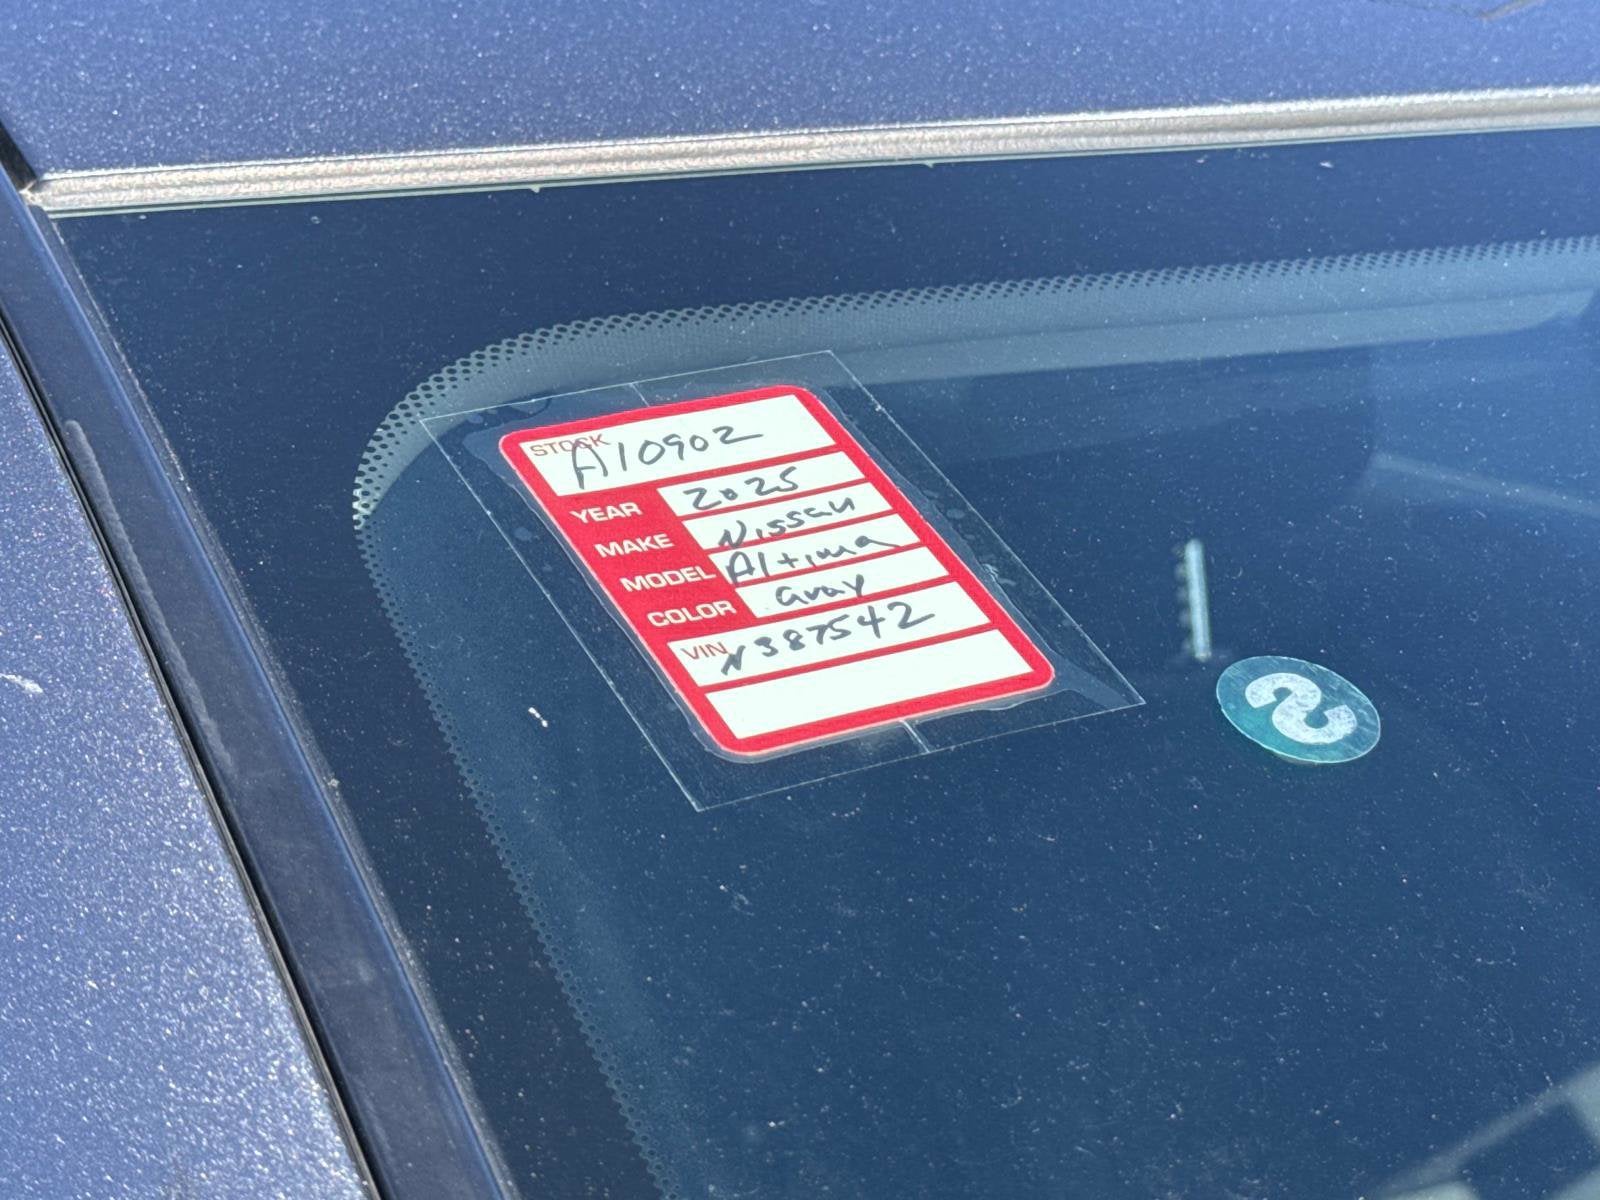 STOCK A10902
YEAR 2025
MAKE Nissan
MODEL Altima
COLOR Gray
VIN N387542
S